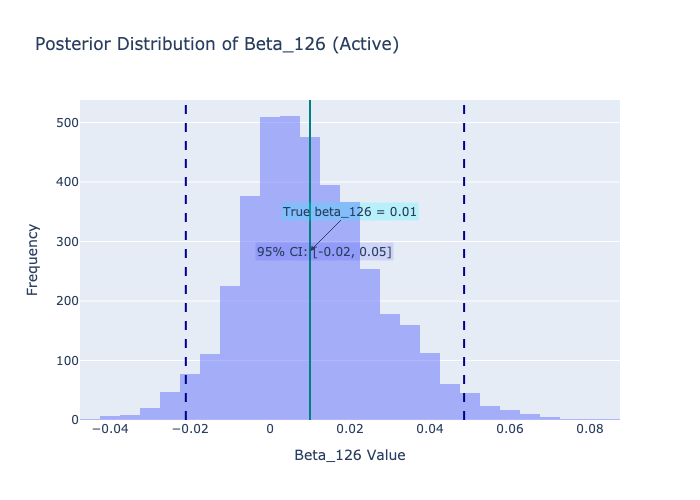 Posterior Distribution of Beta_126 (Active)
500
400
300
200
100
0
Frequency
True beta_126 = 0.01
95% CI: [-0.02, 0.05]
−0.04
−0.02
0
0.02
0.04
0.06
0.08
Beta_126 Value